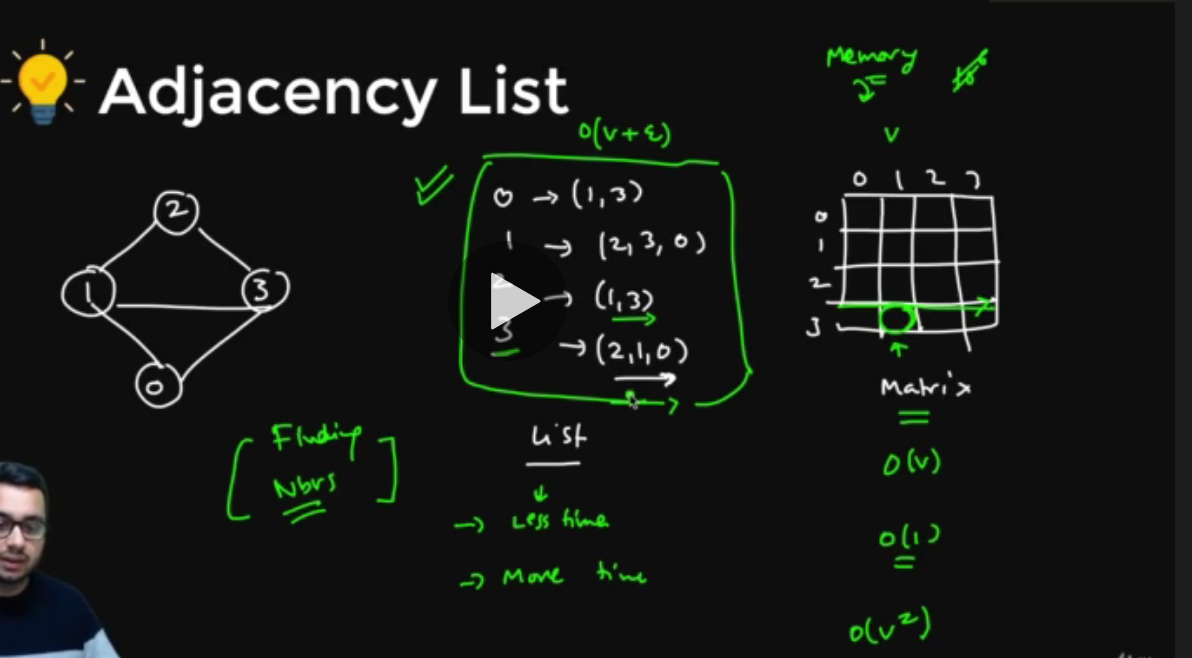 Adjacency List
Memory
V
O(V+E)
0 → (1,3)
1 → (2,3,0)
2 → (1,3)
3 → (2,1,0)
2
1
3
0
0 1 2 3
0
1
2
3
List
Matrix
Finding
Nbrs
→ Less time
→ More time
O(V)
O(1)
O(V²)